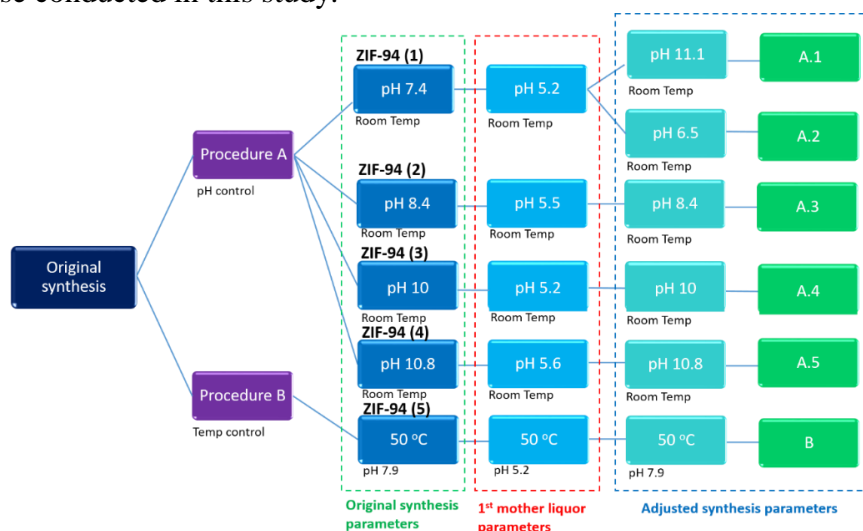 se conducted in this study.
ZIF-94 (1)
pH 7.4
Room Temp
pH 5.2
Room Temp
pH 11.1
Room Temp
A.1
pH 6.5
Room Temp
A.2
Procedure A
pH control
ZIF-94 (2)
pH 8.4
Room Temp
pH 5.5
Room Temp
pH 8.4
Room Temp
A.3
Original
synthesis
ZIF-94 (3)
pH 10
Room Temp
pH 5.2
Room Temp
pH 10
Room Temp
A.4
ZIF-94 (4)
pH 10.8
Room Temp
pH 5.6
Room Temp
pH 10.8
Room Temp
A.5
Procedure B
Temp control
ZIF-94 (5)
50 °C
pH 7.9
50 °C
pH 5.2
50 °C
pH 7.9
B
Original synthesis
parameters
1st mother liquor
parameters
Adjusted synthesis parameters